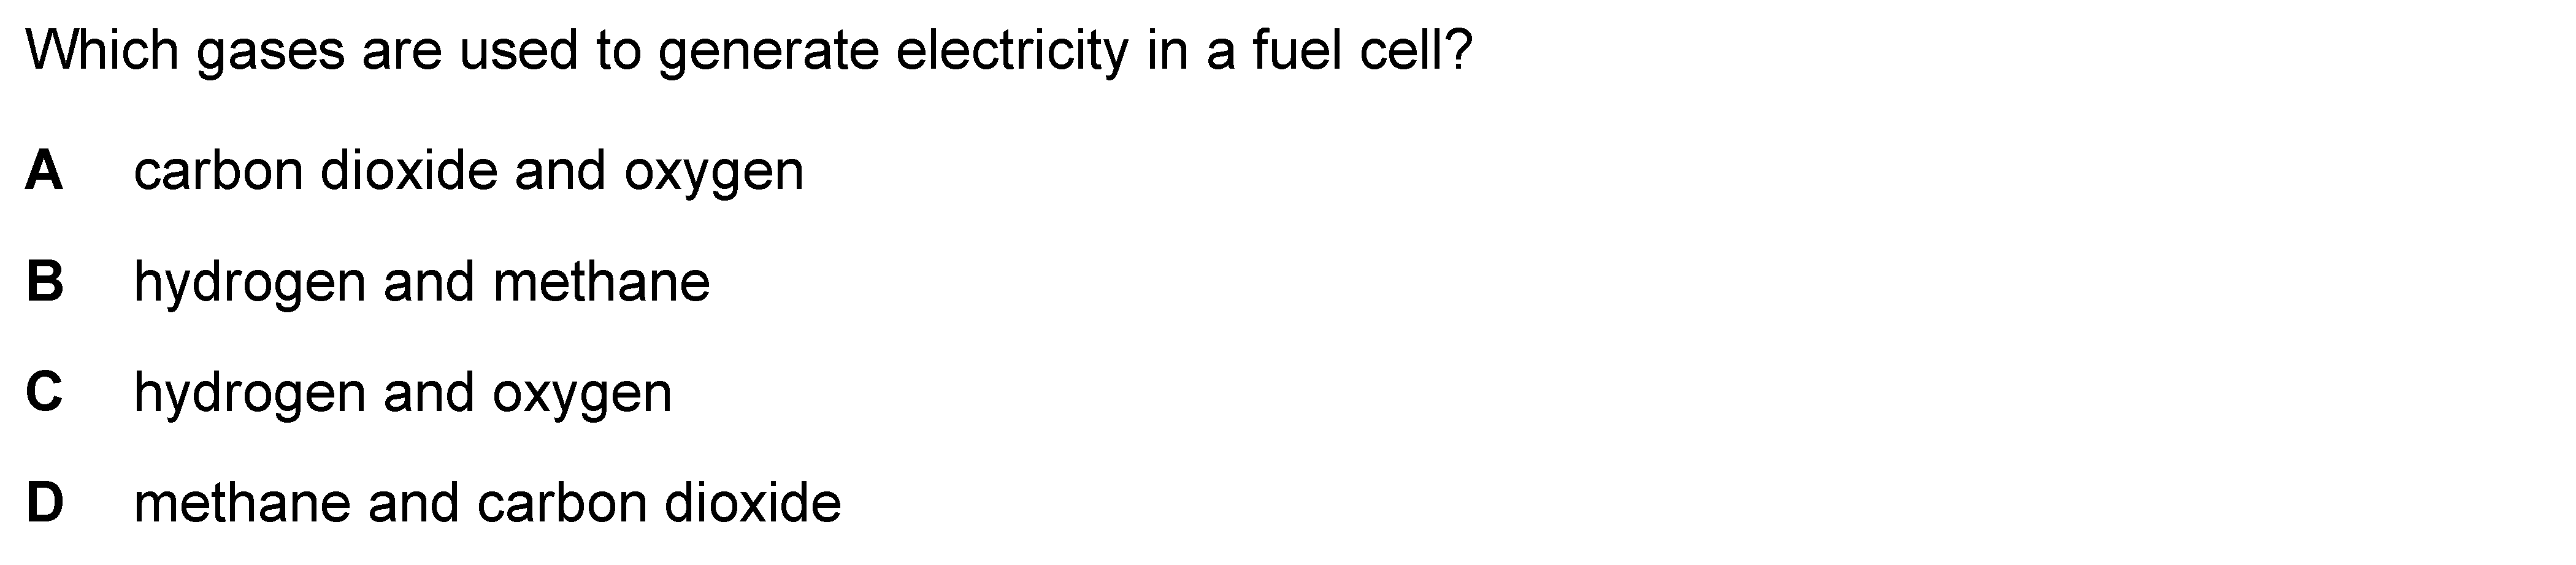 Which gases are used to generate electricity in a fuel cell?
A carbon dioxide and oxygen
B hydrogen and methane
C hydrogen and oxygen
D methane and carbon dioxide